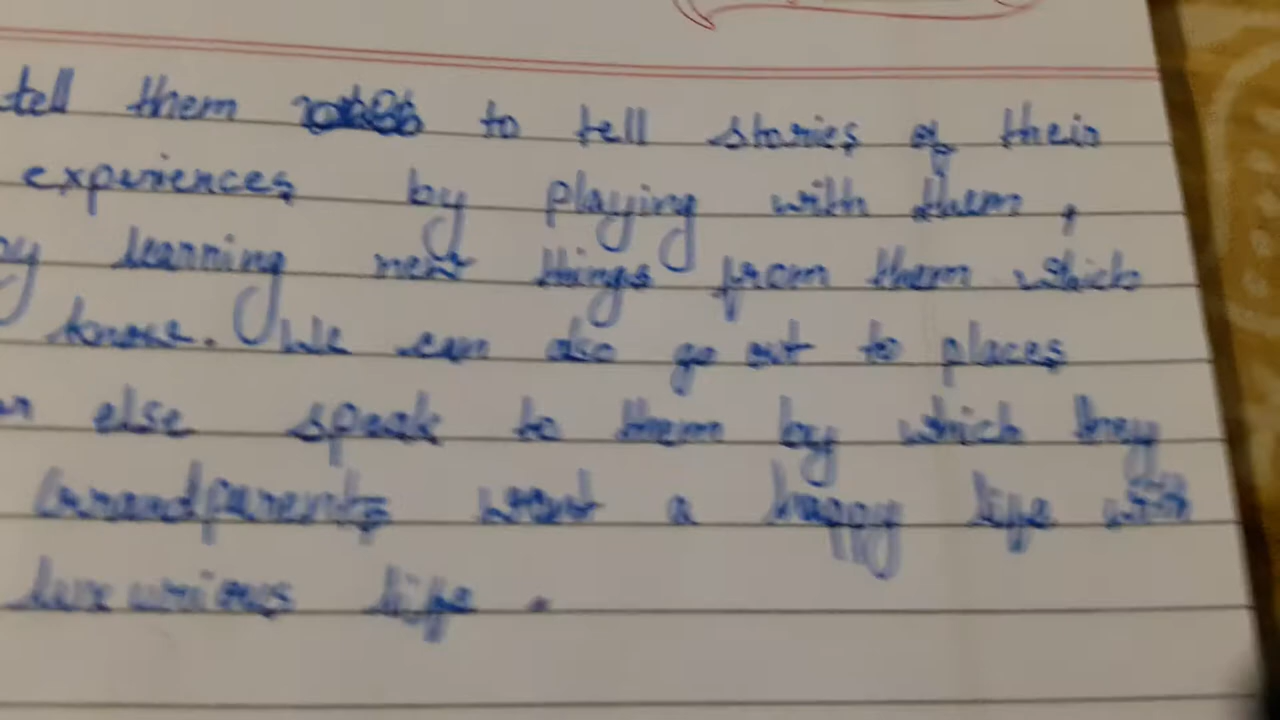 tell them to tell stories of their
experiences by playing with them,
learning new things from them which
know. We can also go out to places
else speak to them by which they
Grandparents want a happy life with
luxurious life.